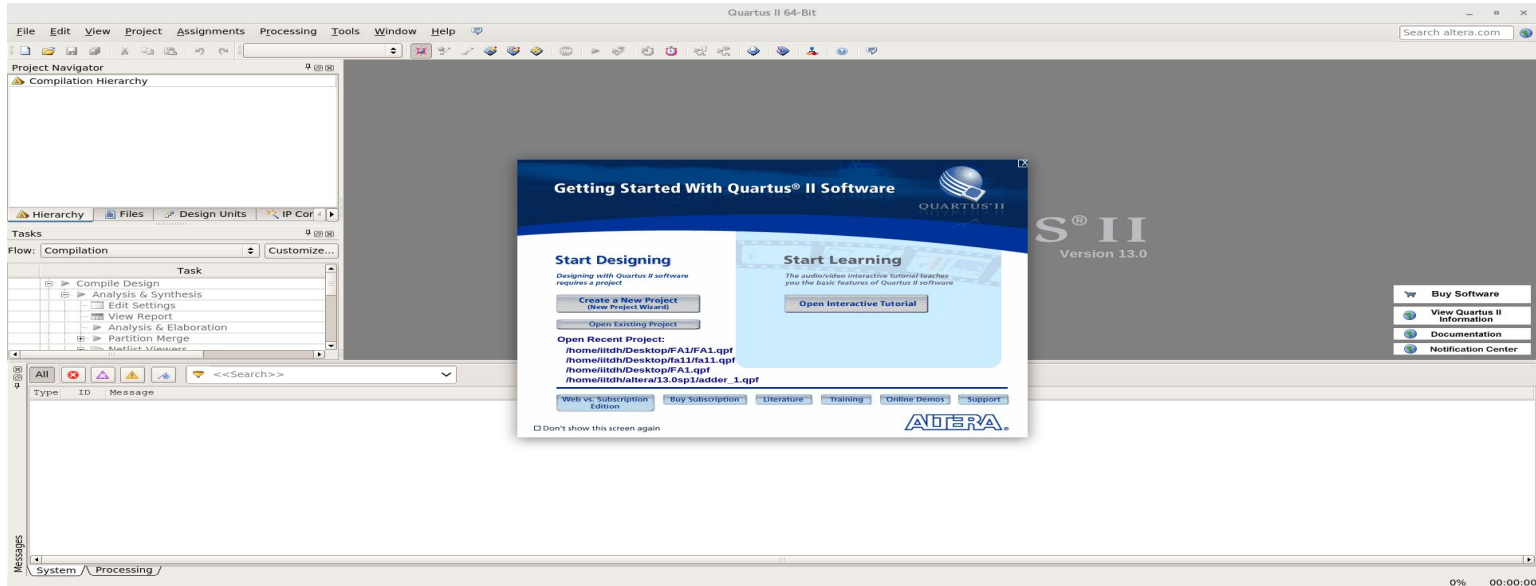 Quartus II 64-Bit
File Edit View Project Assignments Processing Tools Window Help
Search altera.com
Project Navigator
Compilation Hierarchy
Hierarchy Files Design Units IP Cor
Tasks
Flow: Compilation Customize...
Task
Compile Design
Analysis & Synthesis
Edit Settings
View Report
Analysis & Elaboration
Partition Merge
Netlist Viewers
Getting Started With Quartus® II Software
QUARTUS® II
Start Designing
Designing with Quartus II software
requires a project
Create a New Project
(New Project Wizard)
Open Existing Project
Open Recent Project:
/home/iitdh/Desktop/FA1/FA1.qpf
/home/iitdh/Desktop/fa11/fa11.qpf
/home/iitdh/Desktop/FA1.qpf
/home/iitdh/altera/13.0sp1/adder_1.qpf
Start Learning
The audio/video interactive tutorial teaches
you the basic features of Quartus II software
Open Interactive Tutorial
Web vs. Subscription
Edition
Buy Subscription Literature Training Online Demos Support
Don't show this screen again
ALTERA®
S® II
Version 13.0
Buy Software
View Quartus II
Information
Documentation
Notification Center
All <<Search>>
Type ID Message
Messages
System Processing
0% 00:00:00